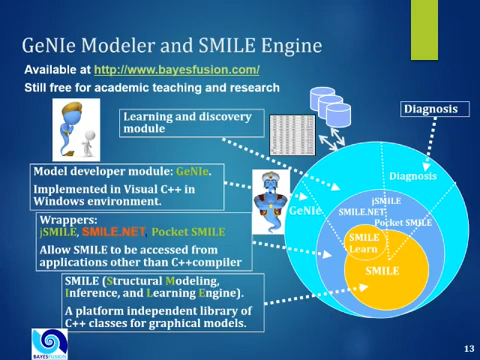 GeNIe Modeler and SMILE Engine
Available at http://www.bayesfusion.com/
Still free for academic teaching and research
Learning and discovery
module
Diagnosis
Model developer module: GeNIe.
Implemented in Visual C++ in
Windows environment.
Wrappers:
jSMILE, SMILE.NET, Pocket SMILE
Allow SMILE to be accessed from
applications other than C++compiler
SMILE (Structural Modeling,
Inference, and Learning Engine).
A platform independent library of
C++ classes for graphical models.
Diagnosis
GeNIe
jSMILE
SMILE.NET
Pocket SMILE
SMILE
Learn
SMILE
BAYESFUSION
13